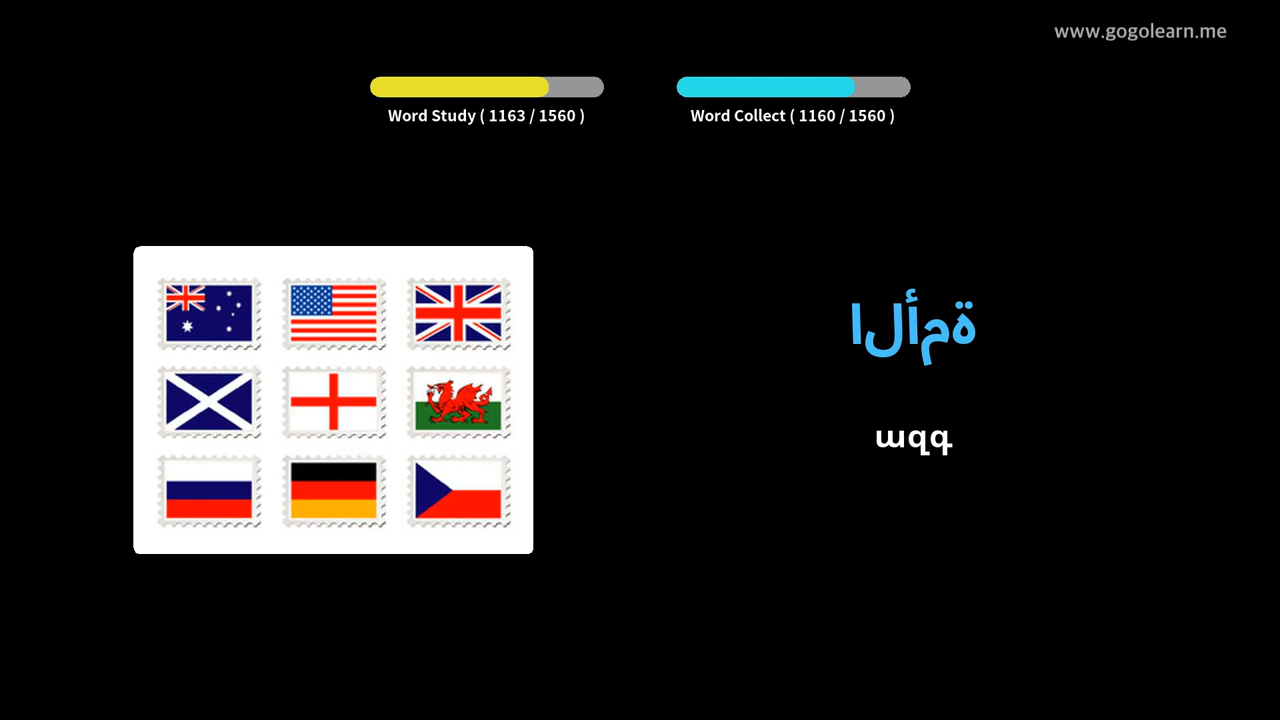 www.gogolearn.me
Word Study ( 1163 / 1560 )
Word Collect ( 1160 / 1560 )
الأمة
ազգ